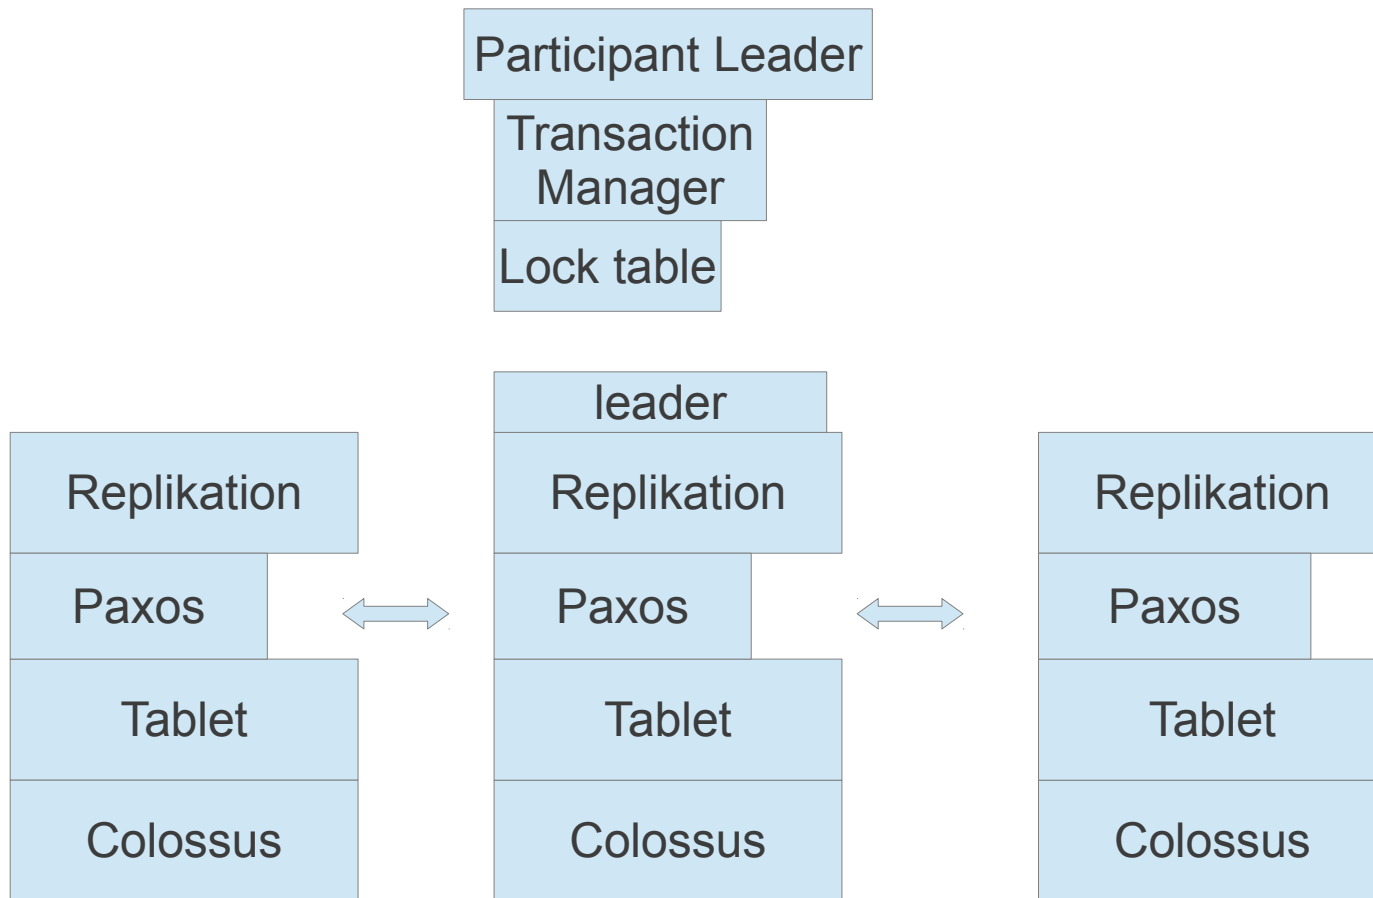 Participant Leader
Transaction
Manager
Lock table
leader
Replikation
Replikation
Replikation
Paxos
Paxos
Paxos
Tablet
Tablet
Tablet
Colossus
Colossus
Colossus